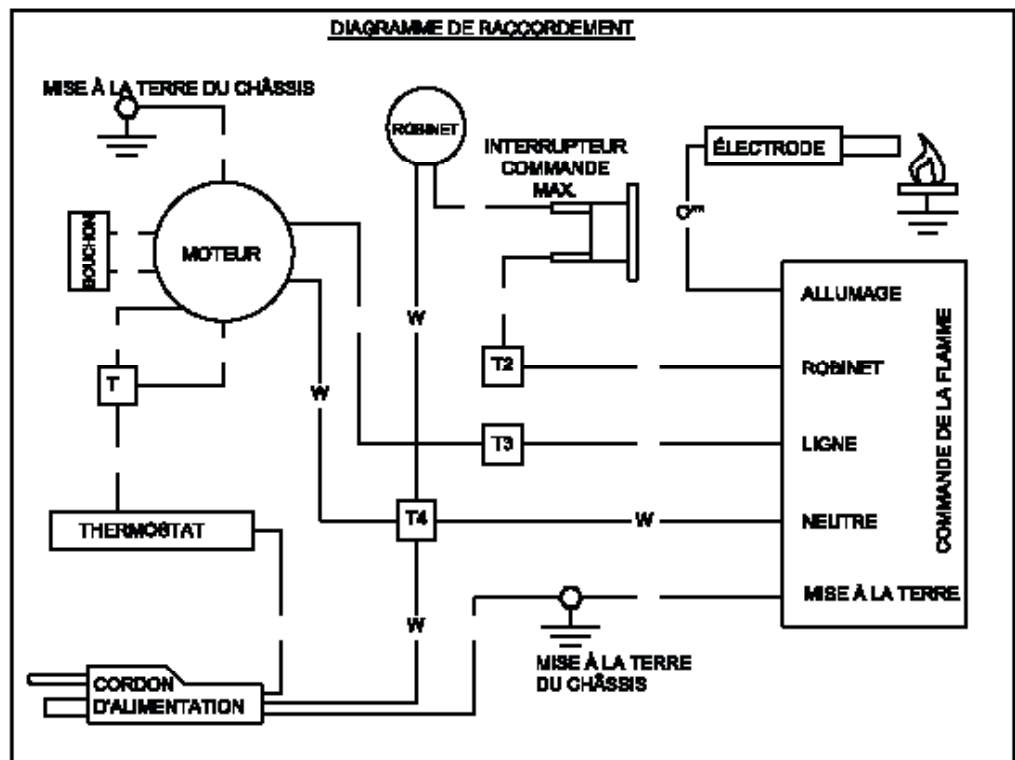 DIAGRAMME DE RACCORDEMENT
MISE À LA TERRE DU CHÂSSIS
ROBINET
INTERRUPTEUR
COMMANDE
MAX.
ÉLECTRODE
BOUCHON
MOTEUR
ALLUMAGE
W
T2
ROBINET
T
W
COMMANDE DE LA FLAMME
T3
LIGNE
THERMOSTAT
T4
W
NEUTRE
MISE À LA TERRE
W
MISE À LA TERRE
DU CHÂSSIS
CORDON
D'ALIMENTATION